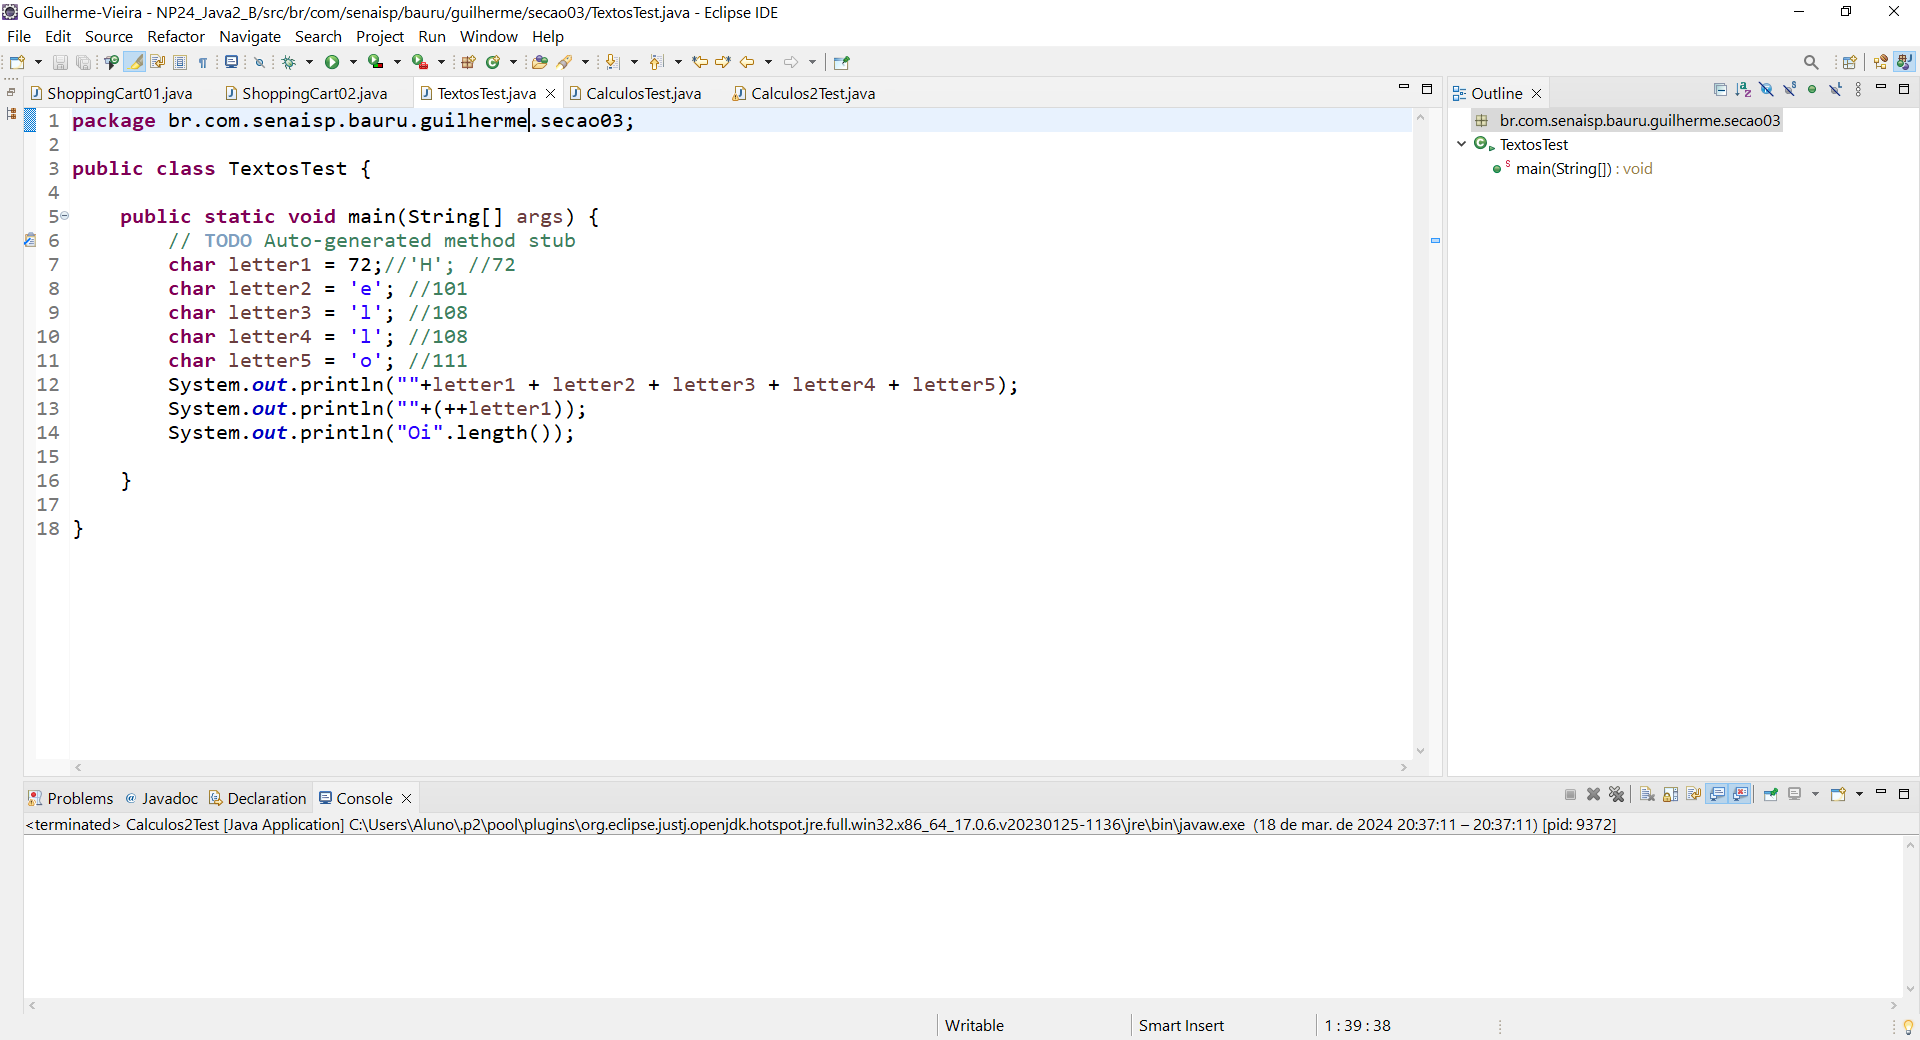 Guilherme-Vieira - NP24_Java2_B/src/br/com/senaisp/bauru/guilherme/secao03/TextosTest.java - Eclipse IDE
File Edit Source Refactor Navigate Search Project Run Window Help
ShoppingCart01.java ShoppingCart02.java TextosTest.java CalculosTest.java Calculos2Test.java
Outline
1 package br.com.senaisp.bauru.guilherme.secao03;
2
3 public class TextosTest {
4
5 public static void main(String[] args) {
6 // TODO Auto-generated method stub
7 char letter1 = 72;//'H'; //72
8 char letter2 = 'e'; //101
9 char letter3 = 'l'; //108
10 char letter4 = 'l'; //108
11 char letter5 = 'o'; //111
12 System.out.println(""+letter1 + letter2 + letter3 + letter4 + letter5);
13 System.out.println(""+(++letter1));
14 System.out.println("Oi".length());
15
16 }
17
18 }
br.com.senaisp.bauru.guilherme.secao03
TextosTest
main(String[]) : void
Problems Javadoc Declaration Console
<terminated> Calculos2Test [Java Application] C:\Users\Aluno\.p2\pool\plugins\org.eclipse.justj.openjdk.hotspot.jre.full.win32.x86_64_17.0.6.v20230125-1136\jre\bin\javaw.exe (18 de mar. de 2024 20:37:11 – 20:37:11) [pid: 9372]
Writable Smart Insert 1 : 39 : 38